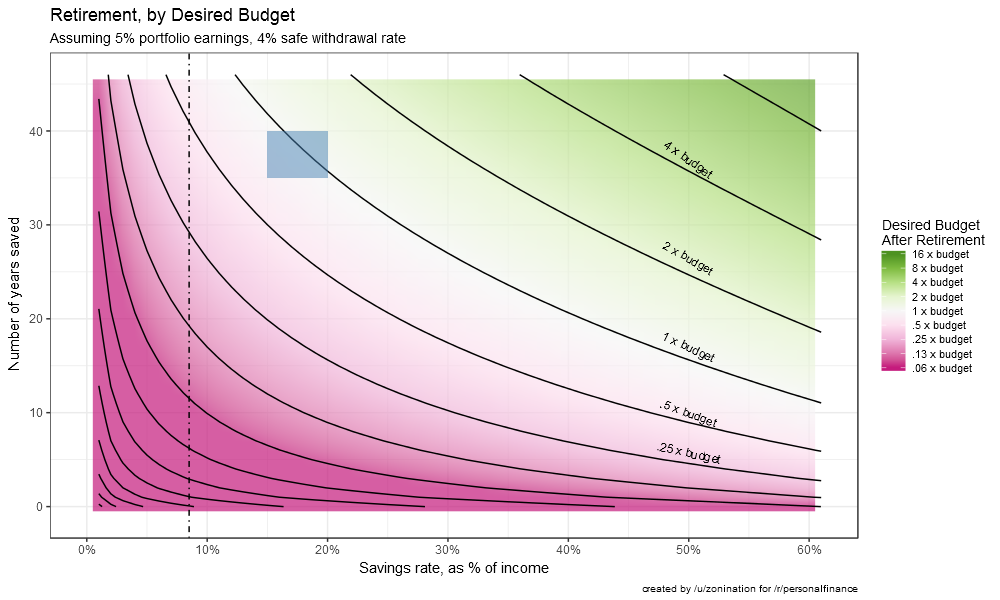 Retirement, by Desired Budget
Assuming 5% portfolio earnings, 4% safe withdrawal rate
Number of years saved
40
30
20
10
0
4 x budget
2 x budget
1 x budget
.5 x budget
.25 x budget
0%
10%
20%
30%
40%
50%
60%
Savings rate, as % of income
Desired Budget
After Retirement
16 x budget
8 x budget
4 x budget
2 x budget
1 x budget
.5 x budget
.25 x budget
.13 x budget
.06 x budget
created by /u/zonination for /r/personalfinance